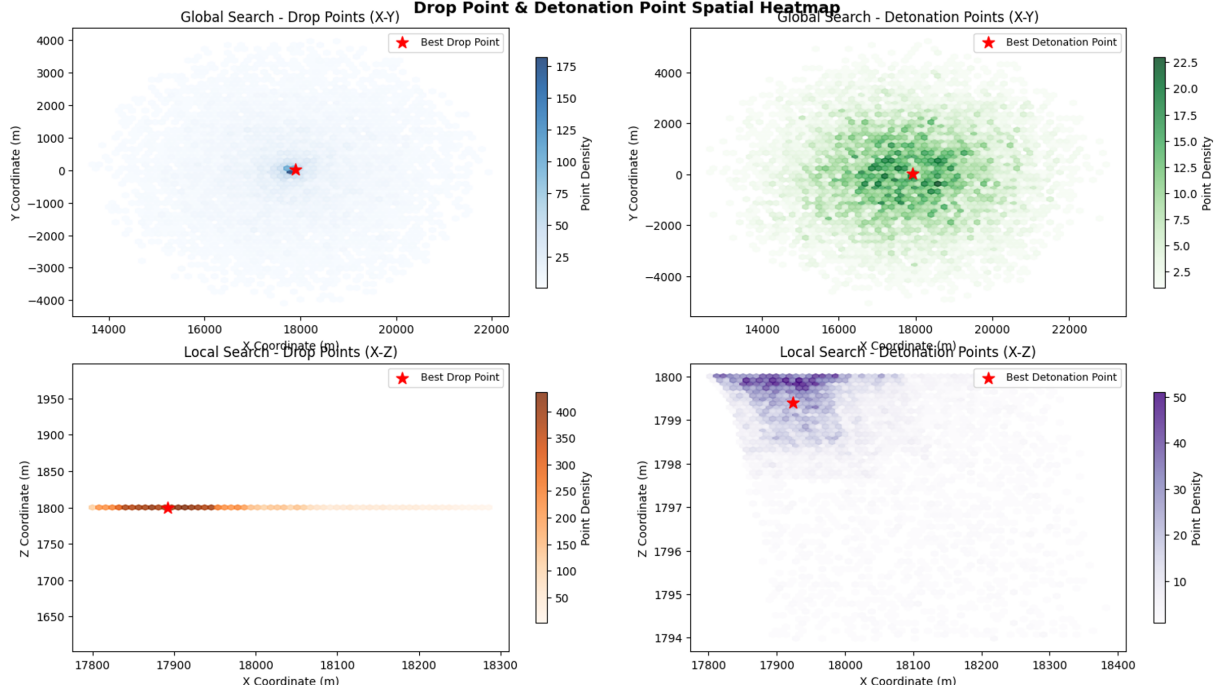 Drop Point & Detonation Point Spatial Heatmap
Global Search - Drop Points (X-Y)
Best Drop Point
4000
3000
2000
1000
0
−1000
−2000
−3000
−4000
Y Coordinate (m)
14000 16000 18000 20000 22000
X Coordinate (m)
175
150
125
100
75
50
25
Point Density
Global Search - Detonation Points (X-Y)
Best Detonation Point
4000
2000
0
−2000
−4000
Y Coordinate (m)
14000 16000 18000 20000 22000
X Coordinate (m)
22.5
20.0
17.5
15.0
12.5
10.0
7.5
5.0
2.5
Point Density
Local Search - Drop Points (X-Z)
Best Drop Point
1950
1900
1850
1800
1750
1700
1650
Z Coordinate (m)
17800 17900 18000 18100 18200 18300
X Coordinate (m)
400
350
300
250
200
150
100
50
Point Density
Local Search - Detonation Points (X-Z)
Best Detonation Point
1800
1799
1798
1797
1796
1795
1794
Z Coordinate (m)
17800 17900 18000 18100 18200 18300 18400
X Coordinate (m)
50
40
30
20
10
Point Density